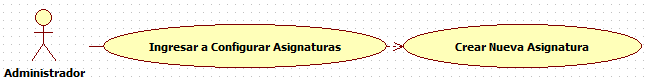 Ingresar a Configurar Asignaturas
Crear Nueva Asignatura
Administrador